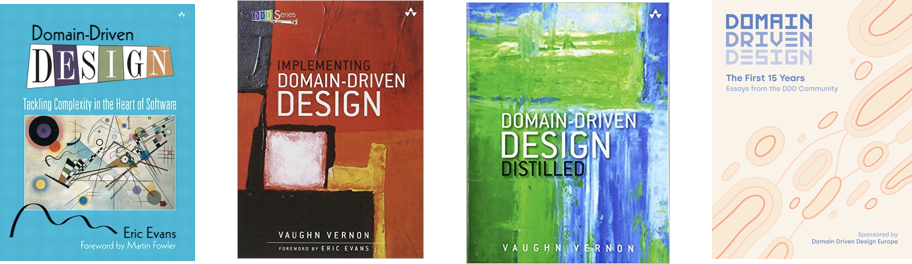 Domain-Driven
DESIGN
Tackling Complexity in the Heart of Software
Eric Evans
Foreword by Martin Fowler
DDD Series
IMPLEMENTING
DOMAIN-DRIVEN
DESIGN
VAUGHN VERNON
FOREWORD BY ERIC EVANS
DOMAIN-DRIVEN
DESIGN
DISTILLED
VAUGHN VERNON
DOMAIN
DRIVEN
DESIGN
The First 15 Years
Essays from the DDD Community
Sponsored by
Domain-Driven Design Europe